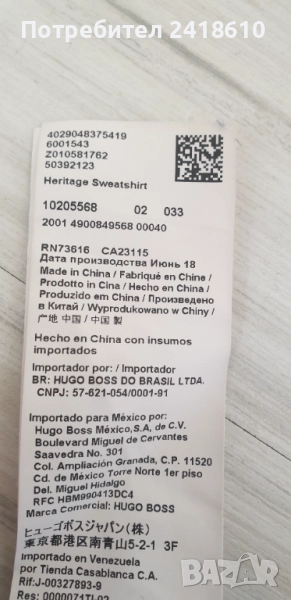 Потребител 2418610
4029048375419
6001543
Z010581762
50392123
Heritage Sweatshirt
10205568 02 033
2001 4900849568 00040
RN73616 CA23115
Дата производства Июнь 18
Made in China / Fabriqué en Chine /
Prodotto in Cina / Hecho en China /
Produzido em China / Произведено
в Китай / Wyprodukowano w Chiny /
产地 中国 / 中国 製
Hecho en China con insumos
importados
Importador por: / Importador
BR: HUGO BOSS DO BRASIL LTDA.
CNPJ: 57-621-054/0001-91
Importado para México por:
Hugo Boss México,S.A, de C.V.
Boulevard Miguel de Cervantes
Saavedra No. 301
Col. Ampliación Granada, C.P. 11520
Cd. de México Torre Norte 1er piso
Del. Miguel Hidalgo
RFC HBM990413DC4
Marca Comercial: HUGO BOSS
ヒューゴボスジャパン(株)
東京都港区南青山5-2-1 3F
Importado en Venezuela
por Tienda Casablanca C.A.
Rif:J-00327893-9
BAZAR